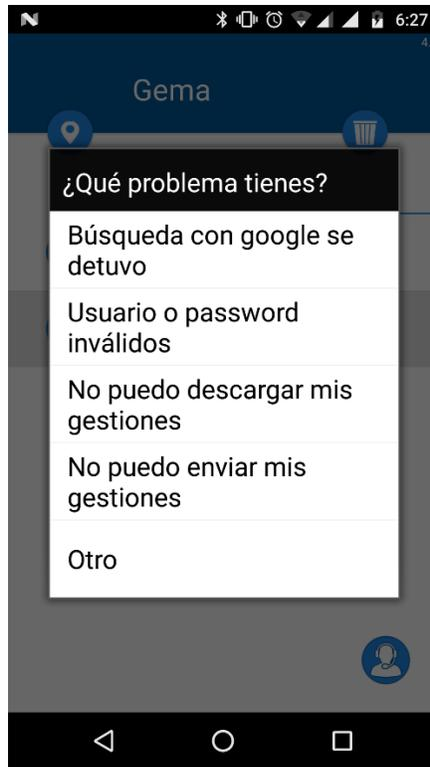 6:27
4.
Gema
¿Qué problema tienes?
Búsqueda con google se
detuvo
Usuario o password
inválidos
No puedo descargar mis
gestiones
No puedo enviar mis
gestiones
Otro